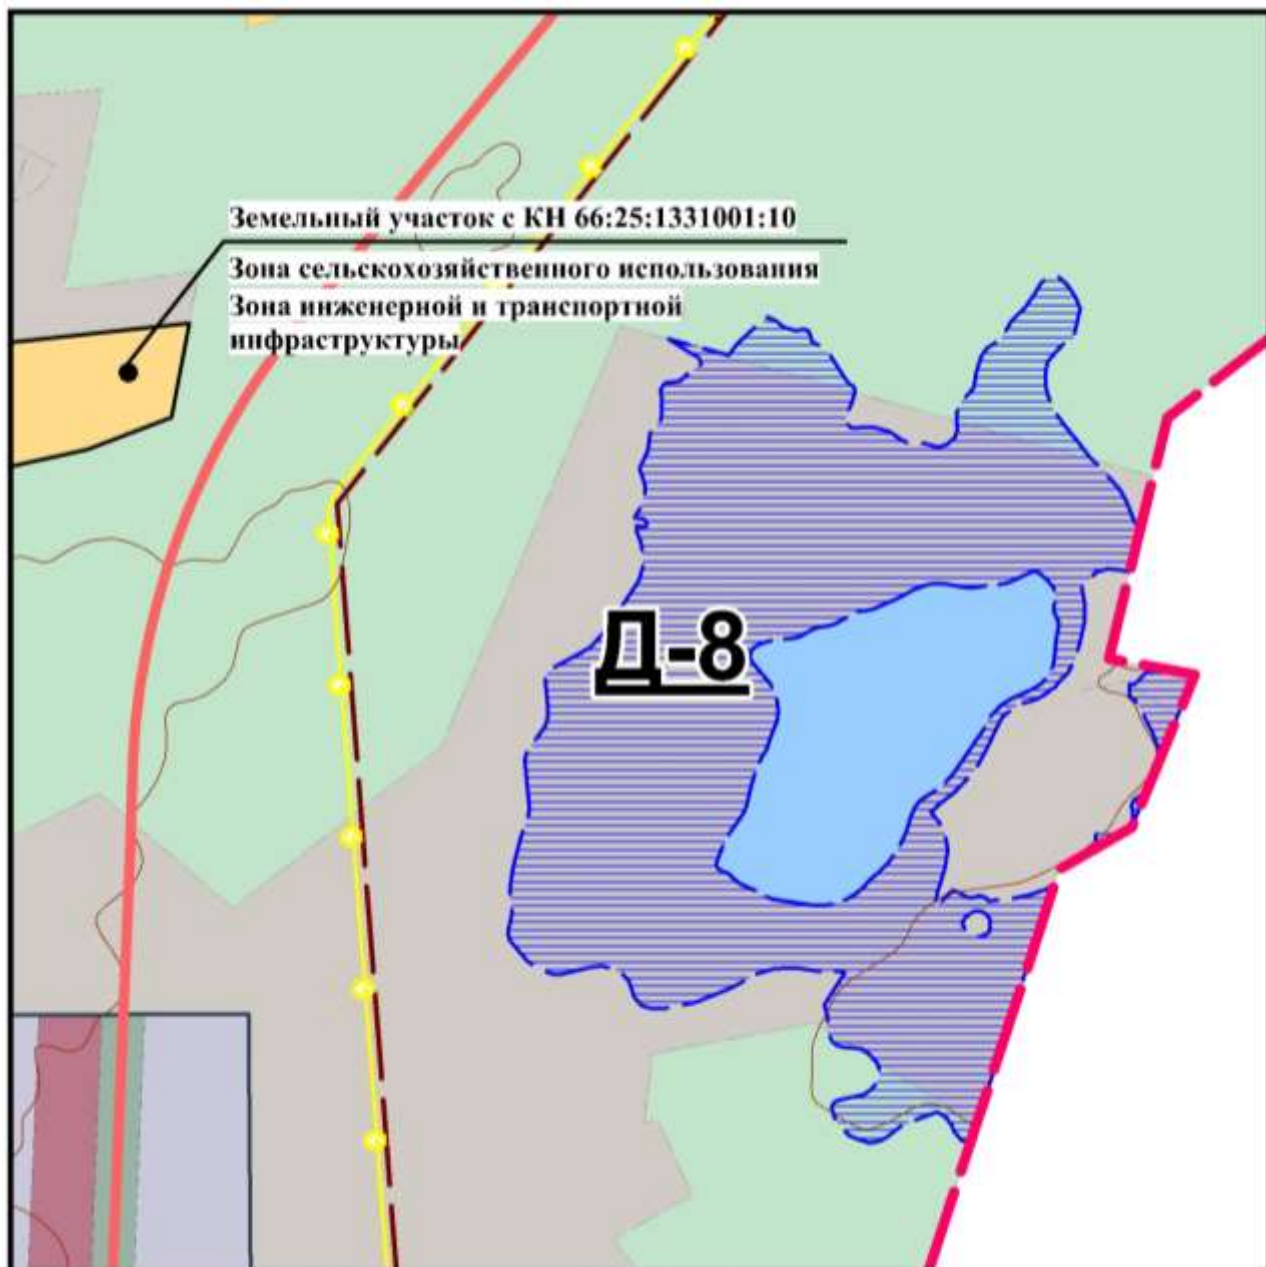 Земельный участок с КН 66:25:1331001:10
Зона сельскохозяйственного использования
Зона инженерной и транспортной
инфраструктуры
Д-8